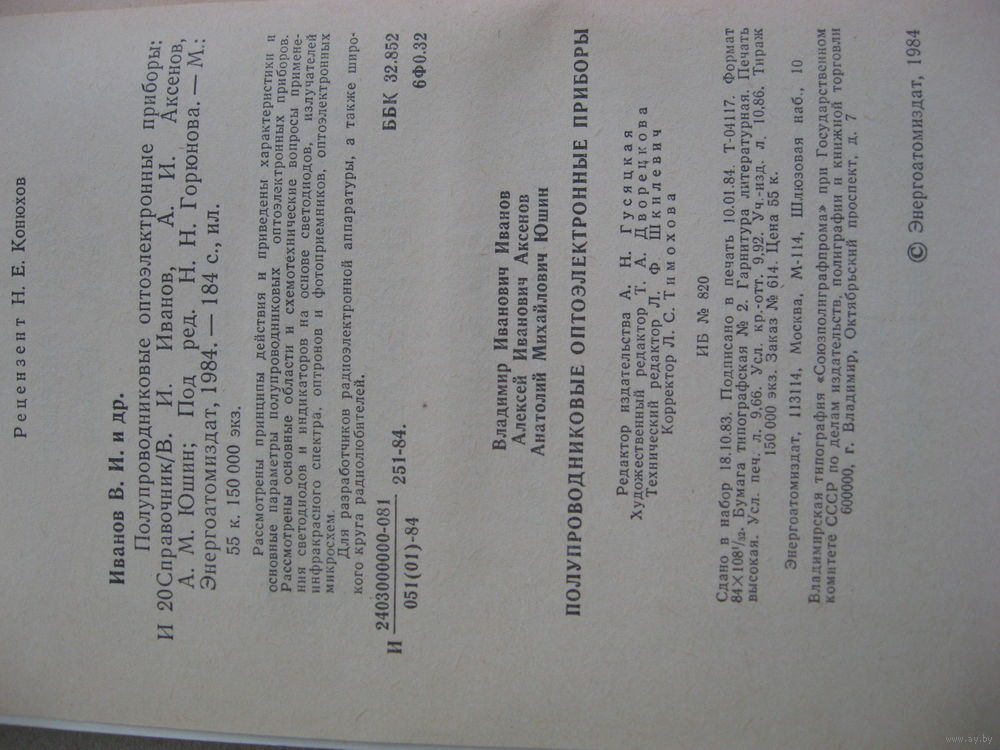 Рецензент Н. Е. Конюхов
Иванов В. И. и др.
Полупроводниковые оптоэлектронные приборы:
И 20 Справочник/В. И. Иванов, А. И. Аксенов,
А. М. Юшин; Под ред. Н. Н. Горюнова. — М.:
Энергоатомиздат, 1984. — 184 с., ил.
55 к. 150 000 экз.
Рассмотрены принципы действия и приведены характеристики и
основные параметры полупроводниковых оптоэлектронных приборов.
Рассмотрены основные области и схемотехнические вопросы примене-
ния светодиодов и индикаторов на основе светодиодов, излучателей
инфракрасного спектра, оптронов и фотоприемников, оптоэлектронных
микросхем.
Для разработчиков радиоэлектронной аппаратуры, а также широ-
кого круга радиолюбителей.
И 2403000000-081 251-84.
051(01)-84
ББК 32.852
6Ф0.32
Владимир Иванович Иванов
Алексей Иванович Аксенов
Анатолий Михайлович Юшин
ПОЛУПРОВОДНИКОВЫЕ ОПТОЭЛЕКТРОННЫЕ ПРИБОРЫ
Редактор издательства А. Н. Гусяцкая
Художественный редактор Т. А. Дворецкова
Технический редактор Л. Ф Шкилевич
Корректор Л. С. Тимохова
ИБ № 820
Сдано в набор 18.10.83. Подписано в печать 10.01.84. Т-04117. Формат
84×108¹/₃₂. Бумага типографская № 2. Гарнитура литературная. Печать
высокая. Усл. печ. л. 9,66. Усл. кр.-отт. 9,92. Уч.-изд. л. 10,86. Тираж
150 000 экз. Заказ № 614. Цена 55 к.
Энергоатомиздат, 113114, Москва, М-114, Шлюзовая наб., 10
Владимирская типография «Союзполиграфпрома» при Государственном
комитете СССР по делам издательств, полиграфии и книжной торговли
600000, г. Владимир, Октябрьский проспект, д. 7
© Энергоатомиздат, 1984
www.ay.by